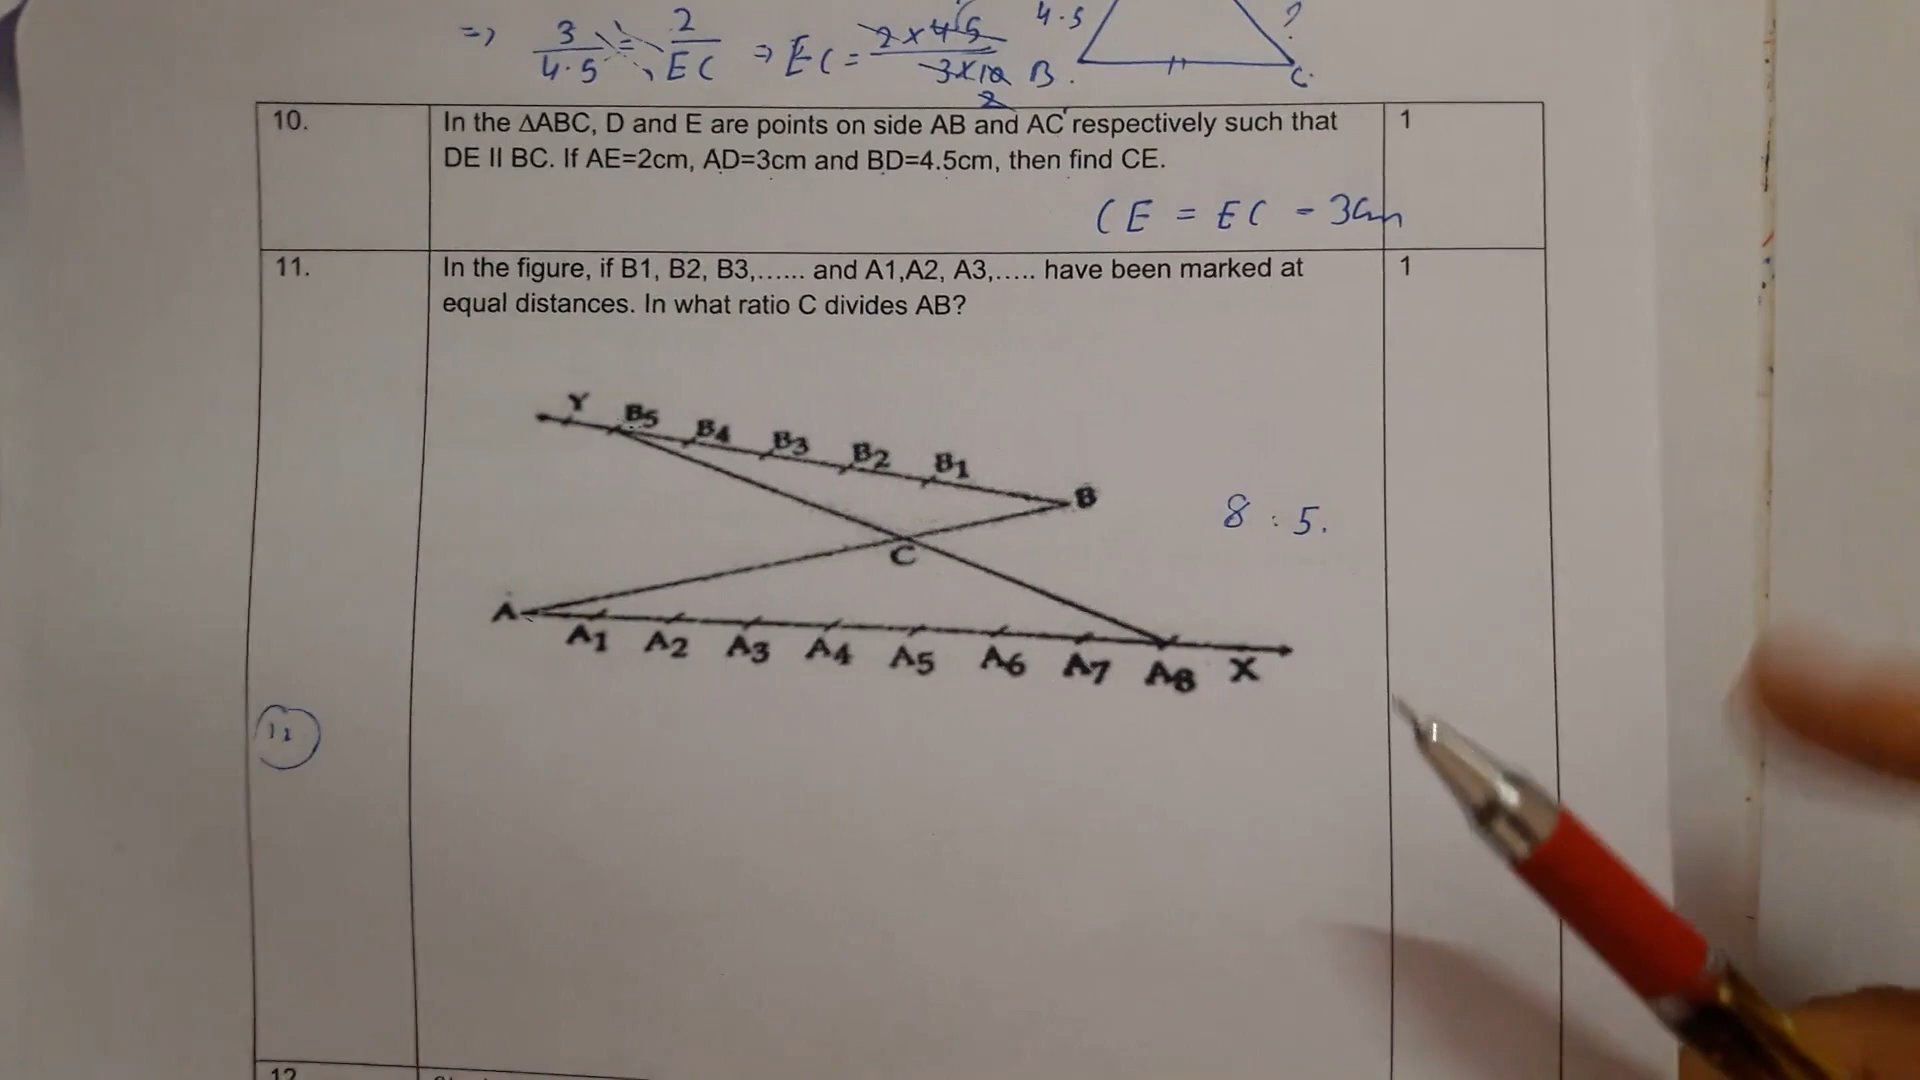 => 3/4.5 = 2/EC => EC = 2 x 45/3 x 10
2
4.5
?
B.
C.
10.
In the ΔABC, D and E are points on side AB and AC respectively such that
DE II BC. If AE=2cm, AD=3cm and BD=4.5cm, then find CE.
1
CE = EC - 3cm
11.
In the figure, if B1, B2, B3,...... and A1,A2, A3,..... have been marked at
equal distances. In what ratio C divides AB?
1
Y B5 B4 B3 B2 B1 B
8 : 5.
C
A A1 A2 A3 A4 A5 A6 A7 A8 X
12